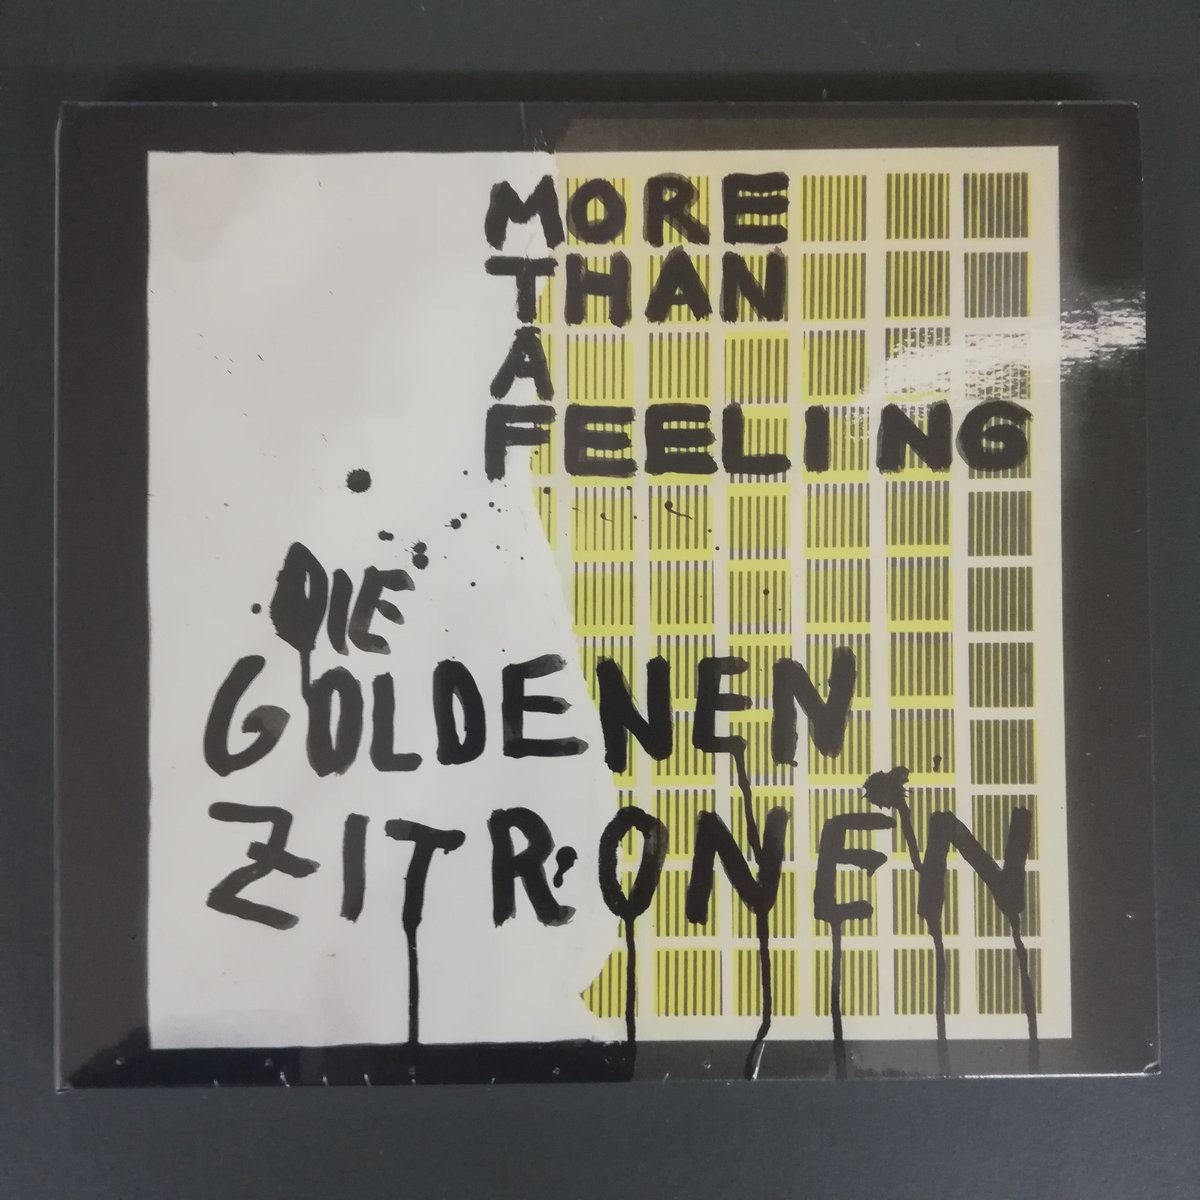 MORE
THAN
A
FEELING
DIE
GOLDENEN
ZITRONEN